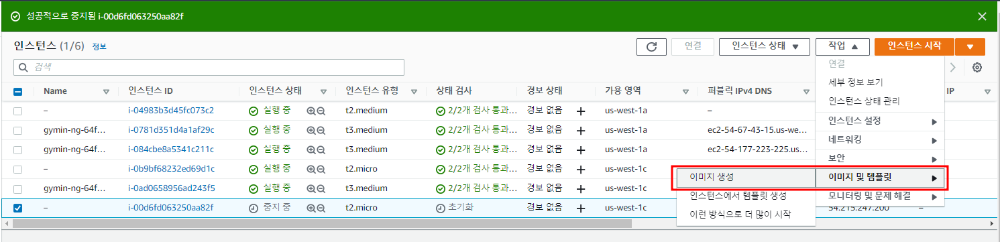 성공적으로 중지됨 i-00d6fd063250aa82f
인스턴스 (1/6) 정보
연결 인스턴스 상태 작업 인스턴스 시작
검색
Name 인스턴스 ID 인스턴스 상태 인스턴스 유형 상태 검사 경보 상태 가용 영역 퍼블릭 IPv4 DNS IP
– i-04983b3d45fc073c2 실행 중 t2.medium 2/2개 검사 통과... 경보 없음 us-west-1a –
gymin-ng-64f... i-0781d351d4a1af29c 실행 중 t3.medium 2/2개 검사 통과... 경보 없음 us-west-1a ec2-54-67-43-15.us-we...
gymin-ng-64f... i-084cbe8a5341c211c 실행 중 t3.medium 2/2개 검사 통과... 경보 없음 us-west-1a ec2-54-177-223-225.us...
– i-0b9bf68232ed69d1c 실행 중 t2.micro 2/2개 검사 통과... 경보 없음 us-west-1c
gymin-ng-64f... i-0ad0658956ad243f5 실행 중 t3.medium 2/2개 검사 통과... 경보 없음 us-west-1c
– i-00d6fd063250aa82f 중지 중 t2.micro 초기화 경보 없음 us-west-1c 54.215.247.200 –
연결
세부 정보 보기
인스턴스 상태 관리
인스턴스 설정
네트워킹
보안
이미지 및 템플릿
모니터링 및 문제 해결
이미지 생성
인스턴스에서 템플릿 생성
이런 방식으로 더 많이 시작